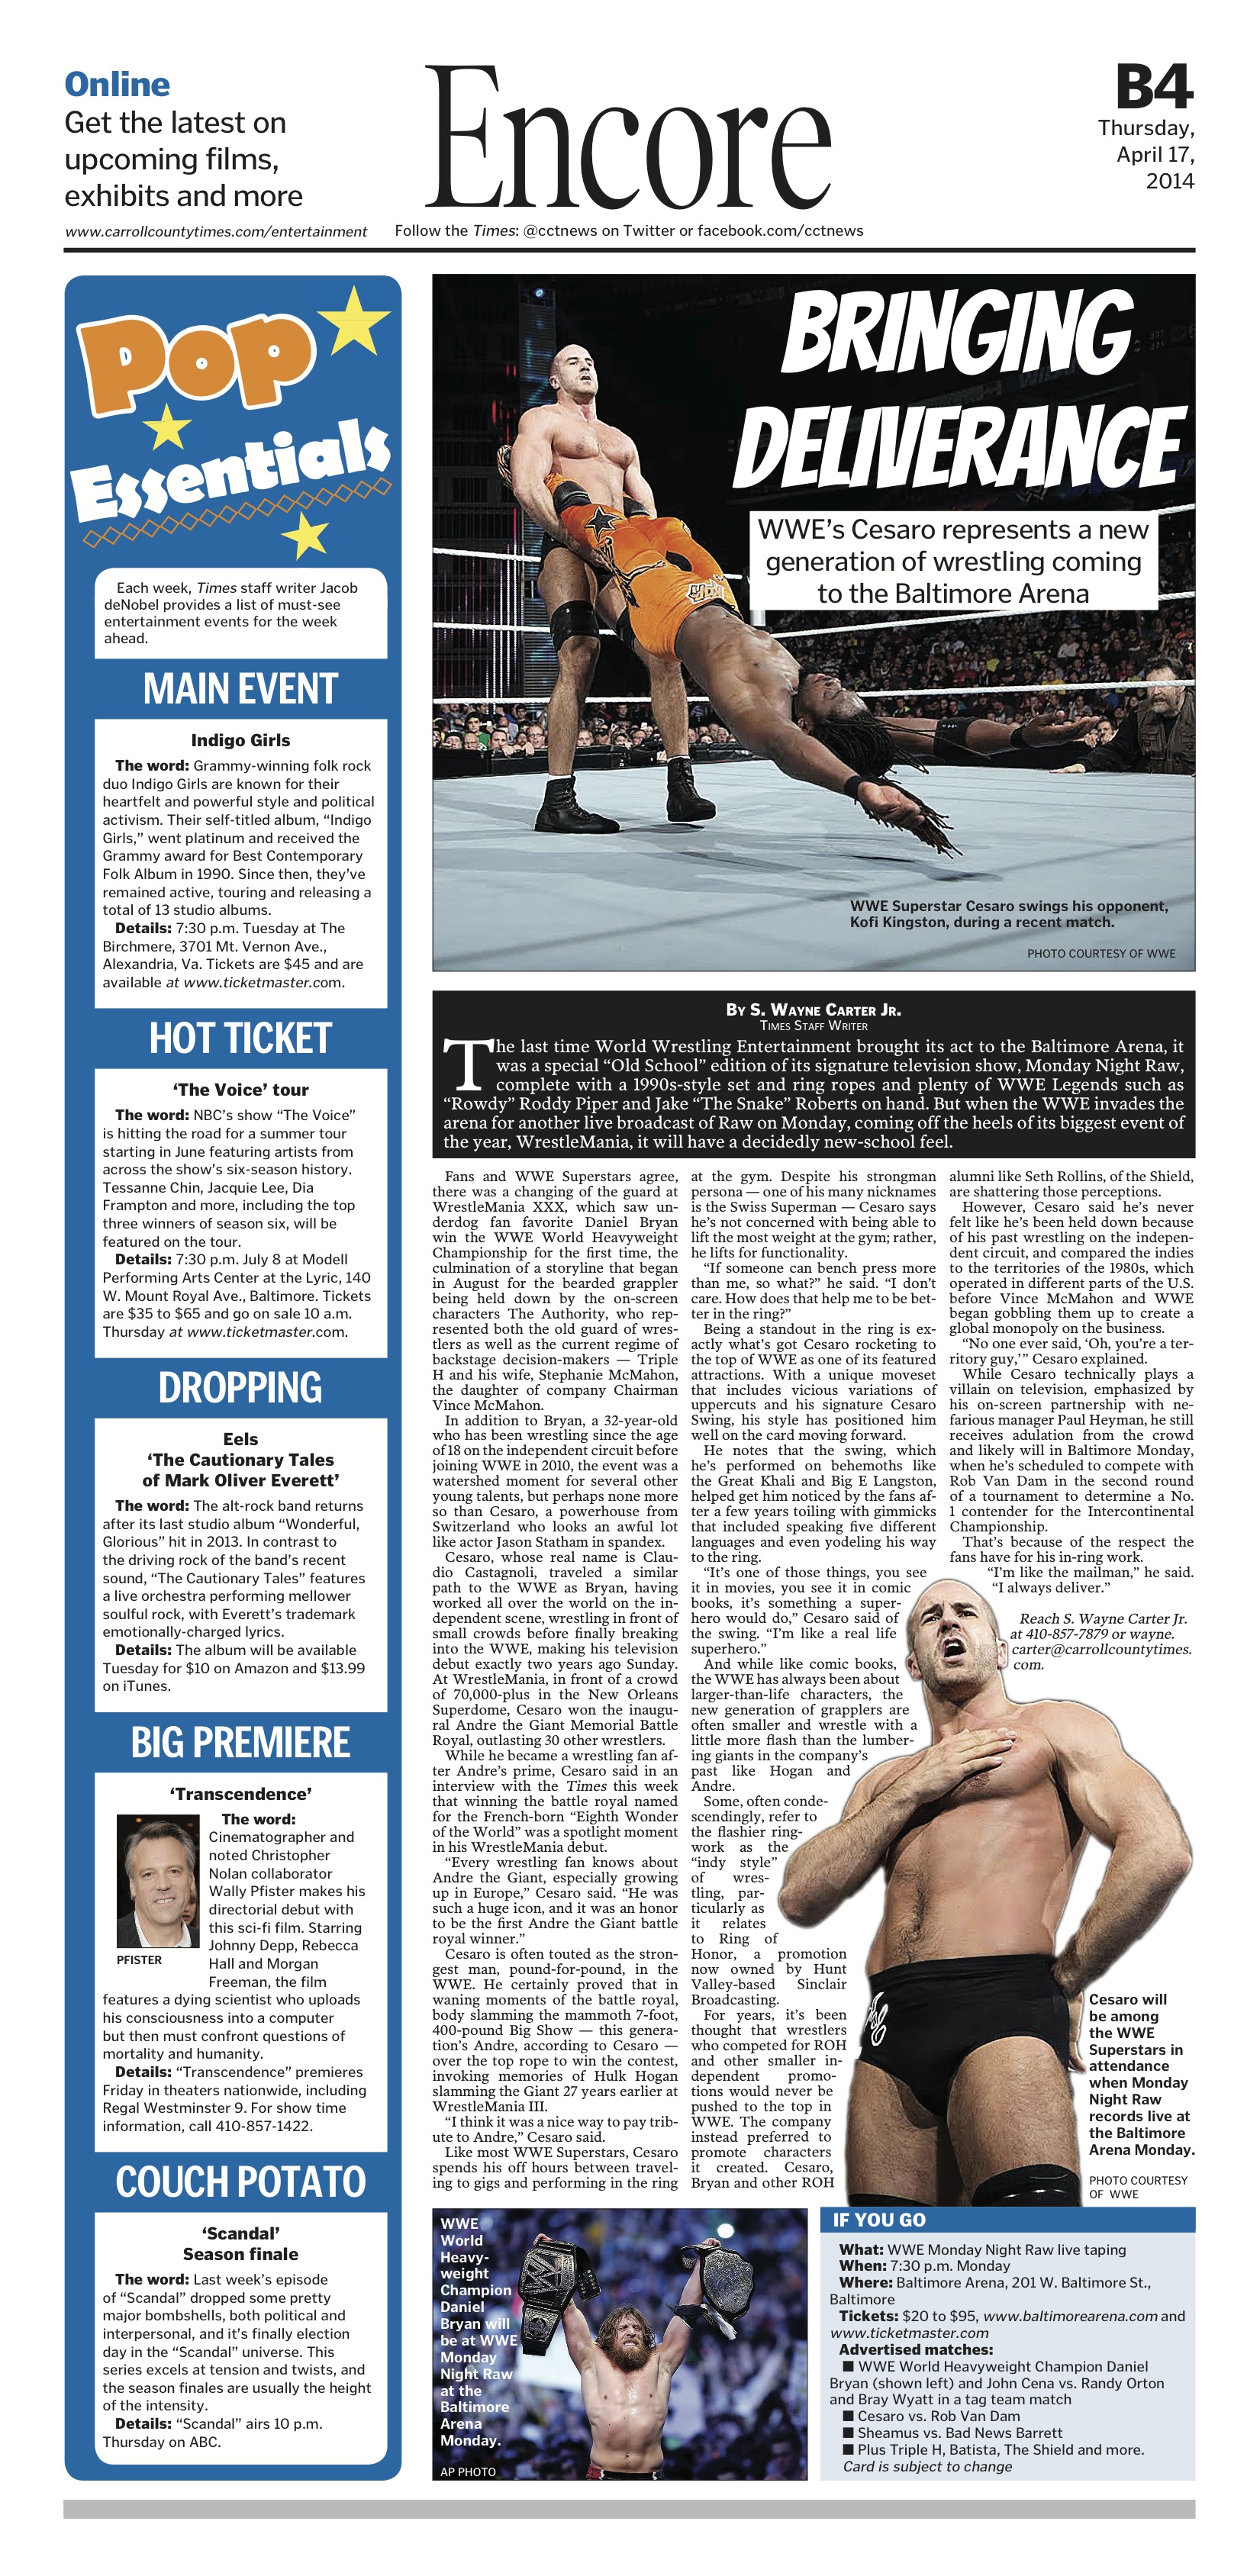 Online
Get the latest on
upcoming films,
exhibits and more
www.carrollcountytimes.com/entertainment
Encore
Follow the Times: @cctnews on Twitter or facebook.com/cctnews
B4
Thursday,
April 17,
2014
Pop
Essentials
Each week, Times staff writer Jacob
deNobel provides a list of must-see
entertainment events for the week
ahead.
MAIN EVENT
Indigo Girls
The word: Grammy-winning folk rock
duo Indigo Girls are known for their
heartfelt and powerful style and political
activism. Their self-titled album, “Indigo
Girls,” went platinum and received the
Grammy award for Best Contemporary
Folk Album in 1990. Since then, they’ve
remained active, touring and releasing a
total of 13 studio albums.
Details: 7:30 p.m. Tuesday at The
Birchmere, 3701 Mt. Vernon Ave.,
Alexandria, Va. Tickets are $45 and are
available at www.ticketmaster.com.
HOT TICKET
‘The Voice’ tour
The word: NBC’s show “The Voice”
is hitting the road for a summer tour
starting in June featuring artists from
across the show’s six-season history.
Tessanne Chin, Jacquie Lee, Dia
Frampton and more, including the top
three winners of season six, will be
featured on the tour.
Details: 7:30 p.m. July 8 at Modell
Performing Arts Center at the Lyric, 140
W. Mount Royal Ave., Baltimore. Tickets
are $35 to $65 and go on sale 10 a.m.
Thursday at www.ticketmaster.com.
DROPPING
Eels
‘The Cautionary Tales
of Mark Oliver Everett’
The word: The alt-rock band returns
after its last studio album “Wonderful,
Glorious” hit in 2013. In contrast to
the driving rock of the band’s recent
sound, “The Cautionary Tales” features
a live orchestra performing mellower
soulful rock, with Everett’s trademark
emotionally-charged lyrics.
Details: The album will be available
Tuesday for $10 on Amazon and $13.99
on iTunes.
BIG PREMIERE
‘Transcendence’
PFISTER
The word:
Cinematographer and
noted Christopher
Nolan collaborator
Wally Pfister makes his
directorial debut with
this sci-fi film. Starring
Johnny Depp, Rebecca
Hall and Morgan
Freeman, the film
features a dying scientist who uploads
his consciousness into a computer
but then must confront questions of
mortality and humanity.
Details: “Transcendence” premieres
Friday in theaters nationwide, including
Regal Westminster 9. For show time
information, call 410-857-1422.
COUCH POTATO
‘Scandal’
Season finale
The word: Last week’s episode
of “Scandal” dropped some pretty
major bombshells, both political and
interpersonal, and it’s finally election
day in the “Scandal” universe. This
series excels at tension and twists, and
the season finales are usually the height
of the intensity.
Details: “Scandal” airs 10 p.m.
Thursday on ABC.
BRINGING
DELIVERANCE
WWE’s Cesaro represents a new
generation of wrestling coming
to the Baltimore Arena
WWE Superstar Cesaro swings his opponent,
Kofi Kingston, during a recent match.
PHOTO COURTESY OF WWE
By S. Wayne Carter Jr.
Times Staff Writer
The last time World Wrestling Entertainment brought its act to the Baltimore Arena, it
was a special “Old School” edition of its signature television show, Monday Night Raw,
complete with a 1990s-style set and ring ropes and plenty of WWE Legends such as
“Rowdy” Roddy Piper and Jake “The Snake” Roberts on hand. But when the WWE invades the
arena for another live broadcast of Raw on Monday, coming off the heels of its biggest event of
the year, WrestleMania, it will have a decidedly new-school feel.
Fans and WWE Superstars agree,
there was a changing of the guard at
WrestleMania XXX, which saw un-
derdog fan favorite Daniel Bryan
win the WWE World Heavyweight
Championship for the first time, the
culmination of a storyline that began
in August for the bearded grappler
being held down by the on-screen
characters The Authority, who rep-
resented both the old guard of wres-
tlers as well as the current regime of
backstage decision-makers — Triple
H and his wife, Stephanie McMahon,
the daughter of company Chairman
Vince McMahon.
In addition to Bryan, a 32-year-old
who has been wrestling since the age
of 18 on the independent circuit before
joining WWE in 2010, the event was a
watershed moment for several other
young talents, but perhaps none more
so than Cesaro, a powerhouse from
Switzerland who looks an awful lot
like actor Jason Statham in spandex.
Cesaro, whose real name is Clau-
dio Castagnoli, traveled a similar
path to the WWE as Bryan, having
worked all over the world on the in-
dependent scene, wrestling in front of
small crowds before finally breaking
into the WWE, making his television
debut exactly two years ago Sunday.
At WrestleMania, in front of a crowd
of 70,000-plus in the New Orleans
Superdome, Cesaro won the inaugu-
ral Andre the Giant Memorial Battle
Royal, outlasting 30 other wrestlers.
While he became a wrestling fan af-
ter Andre’s prime, Cesaro said in an
interview with the Times this week
that winning the battle royal named
for the French-born “Eighth Wonder
of the World” was a spotlight moment
in his WrestleMania debut.
“Every wrestling fan knows about
Andre the Giant, especially growing
up in Europe,” Cesaro said. “He was
such a huge icon, and it was an honor
to be the first Andre the Giant battle
royal winner.”
Cesaro is often touted as the stron-
gest man, pound-for-pound, in the
WWE. He certainly proved that in
waning moments of the battle royal,
body slamming the mammoth 7-foot,
400-pound Big Show — this genera-
tion’s Andre, according to Cesaro —
over the top rope to win the contest,
invoking memories of Hulk Hogan
slamming the Giant 27 years earlier at
WrestleMania III.
“I think it was a nice way to pay trib-
ute to Andre,” Cesaro said.
Like most WWE Superstars, Cesaro
spends his off hours between travel-
ing to gigs and performing in the ring
at the gym. Despite his strongman
persona — one of his many nicknames
is the Swiss Superman — Cesaro says
he’s not concerned with being able to
lift the most weight at the gym; rather,
he lifts for functionality.
“If someone can bench press more
than me, so what?” he said. “I don’t
care. How does that help me to be bet-
ter in the ring?”
Being a standout in the ring is ex-
actly what’s got Cesaro rocketing to
the top of WWE as one of its featured
attractions. With a unique moveset
that includes vicious variations of
uppercuts and his signature Cesaro
Swing, his style has positioned him
well on the card moving forward.
He notes that the swing, which
he’s performed on behemoths like
the Great Khali and Big E Langston,
helped get him noticed by the fans af-
ter a few years toiling with gimmicks
that included speaking five different
languages and even yodeling his way
to the ring.
“It’s one of those things, you see
it in movies, you see it in comic
books, it’s something a super-
hero would do,” Cesaro said of
the swing. “I’m like a real life
superhero.”
And while like comic books,
the WWE has always been about
larger-than-life characters, the
new generation of grapplers are
often smaller and wrestle with a
little more flash than the lumber-
ing giants in the company’s
past like Hogan and
Andre.
Some, often conde-
scendingly, refer to
the flashier ring-
work as the
“indy style”
of wres-
tling, par-
ticularly as
it relates
to Ring of
Honor, a promotion
now owned by Hunt
Valley-based Sinclair
Broadcasting.
For years, it’s been
thought that wrestlers
who competed for ROH
and other smaller in-
dependent promo-
tions would never be
pushed to the top in
WWE. The company
instead preferred to
promote characters
it created. Cesaro,
Bryan and other ROH
alumni like Seth Rollins, of the Shield,
are shattering those perceptions.
However, Cesaro said he’s never
felt like he’s been held down because
of his past wrestling on the indepen-
dent circuit, and compared the indies
to the territories of the 1980s, which
operated in different parts of the U.S.
before Vince McMahon and WWE
began gobbling them up to create a
global monopoly on the business.
“No one ever said, ‘Oh, you’re a ter-
ritory guy,’” Cesaro explained.
While Cesaro technically plays a
villain on television, emphasized by
his on-screen partnership with ne-
farious manager Paul Heyman, he still
receives adulation from the crowd
and likely will in Baltimore Monday,
when he’s scheduled to compete with
Rob Van Dam in the second round
of a tournament to determine a No.
1 contender for the Intercontinental
Championship.
That’s because of the respect the
fans have for his in-ring work.
“I’m like the mailman,” he said.
“I always deliver.”
Reach S. Wayne Carter Jr.
at 410-857-7879 or wayne.
carter@carrollcountytimes.
com.
Cesaro will
be among
the WWE
Superstars in
attendance
when Monday
Night Raw
records live at
the Baltimore
Arena Monday.
PHOTO COURTESY
OF WWE
WWE
World
Heavy-
weight
Champion
Daniel
Bryan will
be at WWE
Monday
Night Raw
at the
Baltimore
Arena
Monday.
AP PHOTO
IF YOU GO
What: WWE Monday Night Raw live taping
When: 7:30 p.m. Monday
Where: Baltimore Arena, 201 W. Baltimore St.,
Baltimore
Tickets: $20 to $95, www.baltimorearena.com and
www.ticketmaster.com
Advertised matches:
■ WWE World Heavyweight Champion Daniel
Bryan (shown left) and John Cena vs. Randy Orton
and Bray Wyatt in a tag team match
■ Cesaro vs. Rob Van Dam
■ Sheamus vs. Bad News Barrett
■ Plus Triple H, Batista, The Shield and more.
Card is subject to change